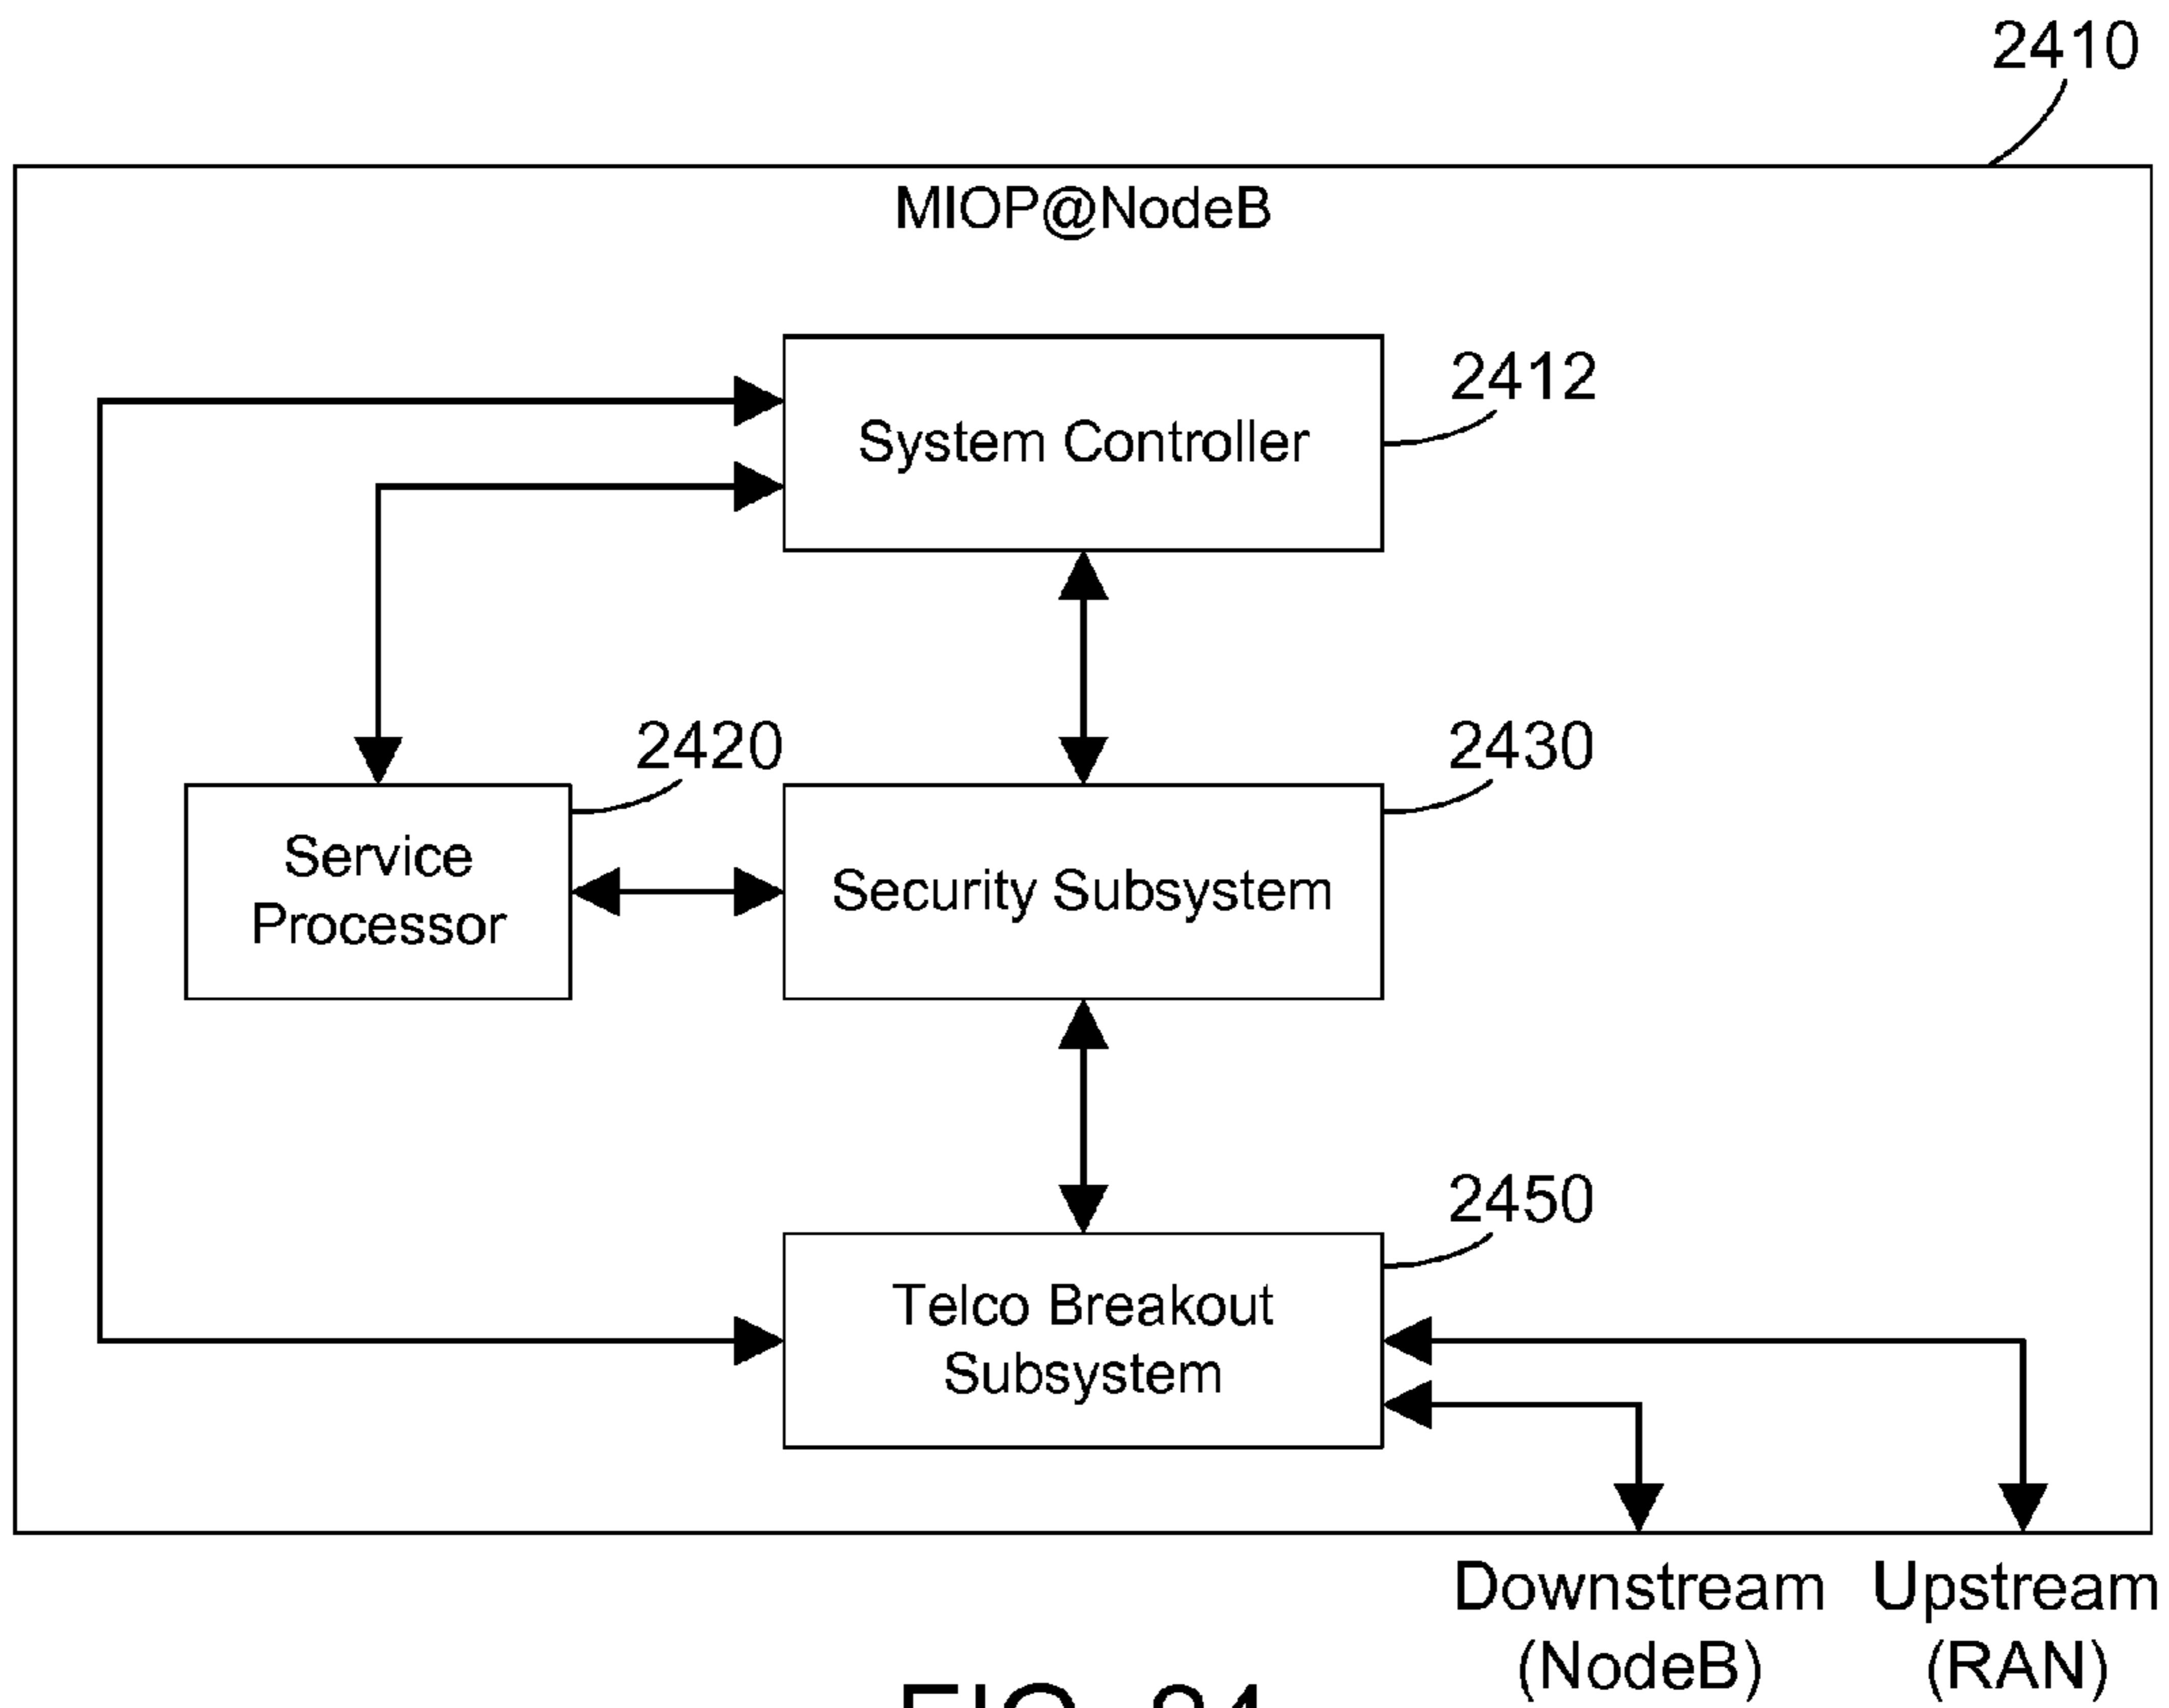 2410
MIOP@NodeB
2412
System Controller
2420
2430
Service
Processor
Security Subsystem
2450
Telco Breakout
Subsystem
Downstream
(NodeB)
Upstream
(RAN)